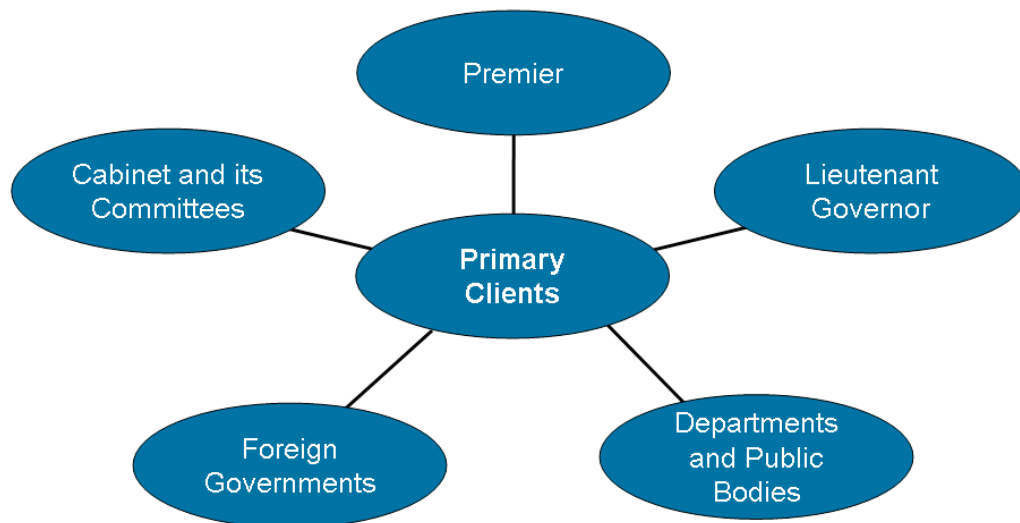 Premier
Cabinet and its
Committees
Lieutenant
Governor
Primary
Clients
Foreign
Governments
Departments
and Public
Bodies